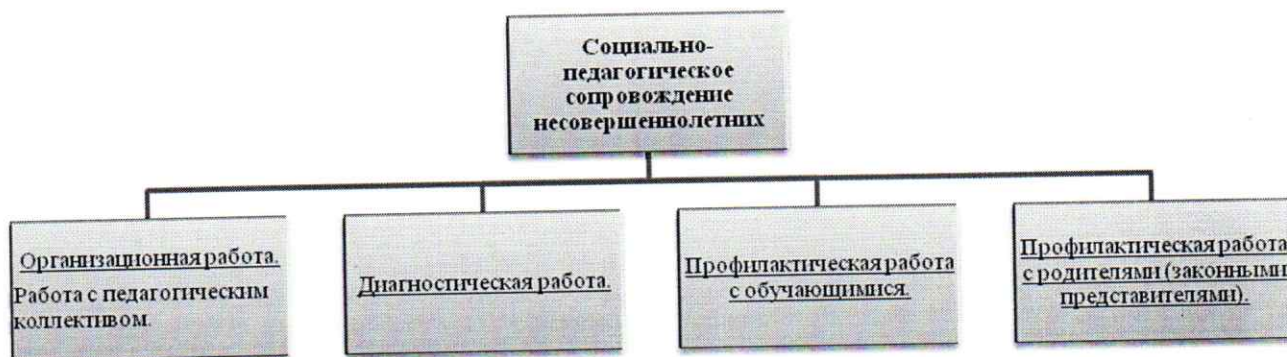 Социально-
педагогическое
сопровождение
несовершеннолетних
Организационная работа.
Работа с педагогическим
коллективом.
Диагностическая работа.
Профилактическая работа
с обучающимися.
Профилактическая работа
с родителями (законными
представителями).